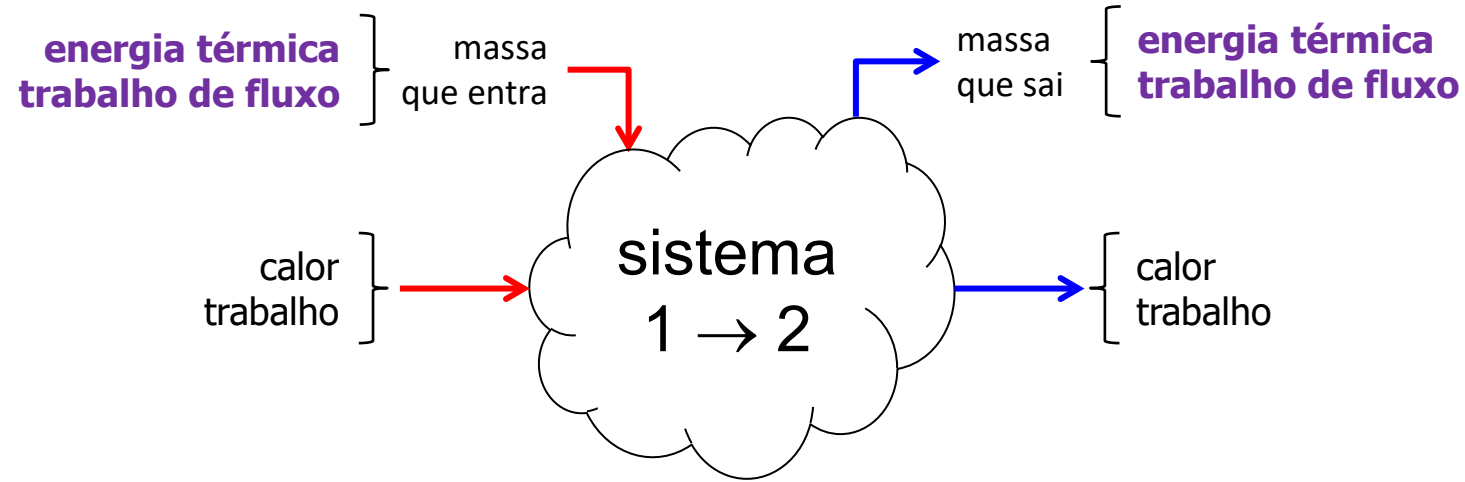 energia térmica
trabalho de fluxo
massa
que entra
massa
que sai
energia térmica
trabalho de fluxo
calor
trabalho
sistema
1 → 2
calor
trabalho